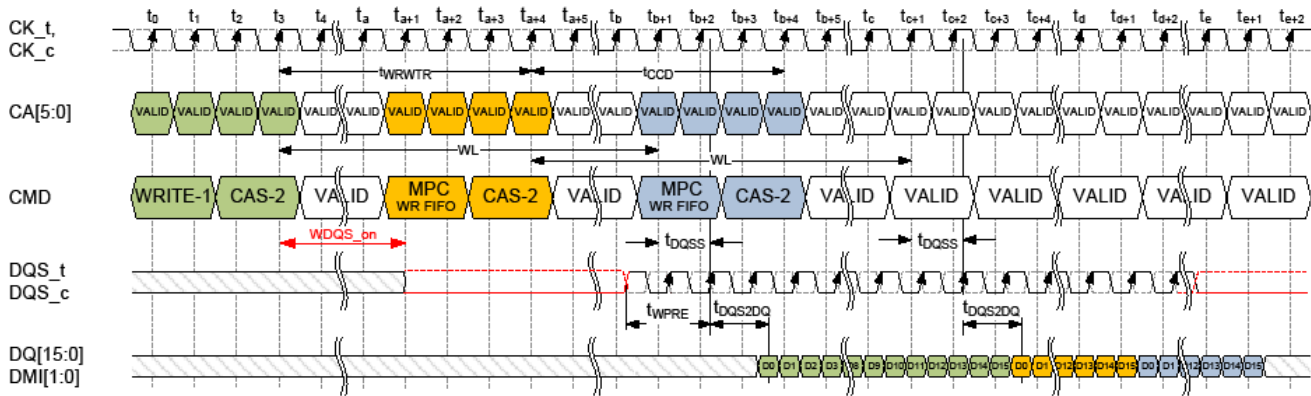 t0 t1 t2 t3 t4 ta ta+1 ta+2 ta+3 ta+4 ta+5 tb tb+1 tb+2 tb+3 tb+4 tb+5 tc tc+1 tc+2 tc+3 tc+4 td td+1 td+2 te te+1 te+2
CK_t,
CK_c
tWRWTR tCCD
CA[5:0] VALID VALID VALID VALID VALID VALID VALID VALID VALID VALID VALID VALID VALID VALID VALID VALID VALID VALID VALID VALID VALID VALID VALID VALID VALID VALID VALID VALID
WL WL
CMD WRITE-1 CAS-2 VALID MPC WR FIFO CAS-2 VALID MPC WR FIFO CAS-2 VALID VALID VALID VALID VALID VALID
WDQS_on tDQSS tDQSS
DQS_t
DQS_c
tWPRE tDQS2DQ tDQS2DQ
DQ[15:0]
DMI[1:0]
D0 D1 D2 D3 D8 D9 D10 D11 D12 D13 D14 D15 D0 D1 D12 D13 D14 D15 D0 D1 D12 D13 D14 D15